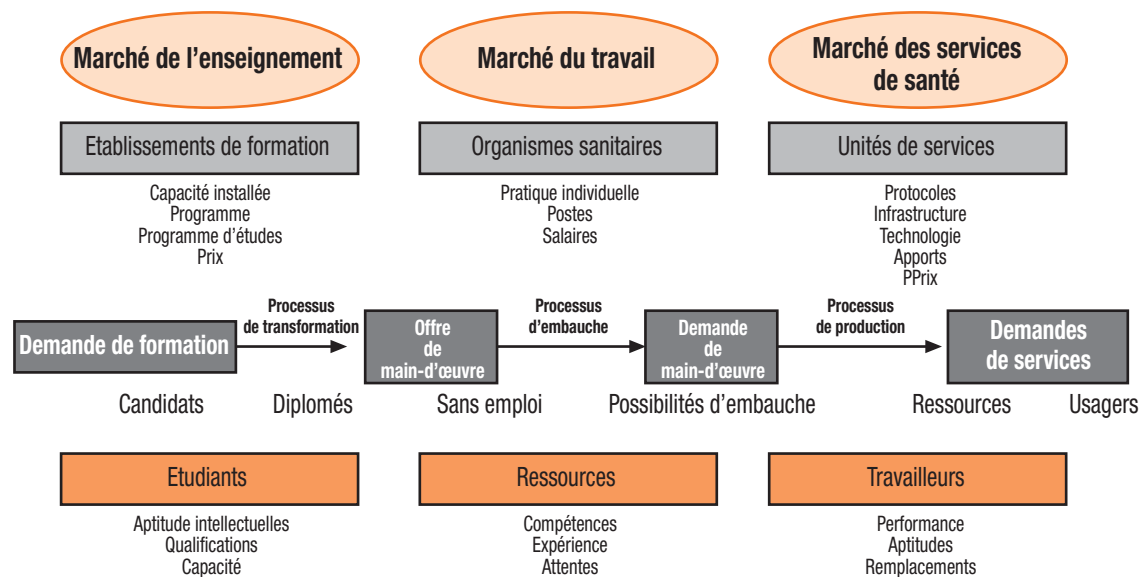 Marché de l'enseignement
Marché du travail
Marché des services
de santé
Etablissements de formation
Organismes sanitaires
Unités de services
Capacité installée
Programme
Programme d'études
Prix
Pratique individuelle
Postes
Salaires
Protocoles
Infrastructure
Technologie
Apports
PPrix
Demande de formation
Processus
de transformation
Offre
de
main-d'œuvre
Processus
d'embauche
Demande
de
main-d'œuvre
Processus
de production
Demandes
de services
Candidats
Diplomés
Sans emploi
Possibilités d'embauche
Ressources
Usagers
Etudiants
Ressources
Travailleurs
Aptitude intellectuelles
Qualifications
Capacité
Compétences
Expérience
Attentes
Performance
Aptitudes
Remplacements